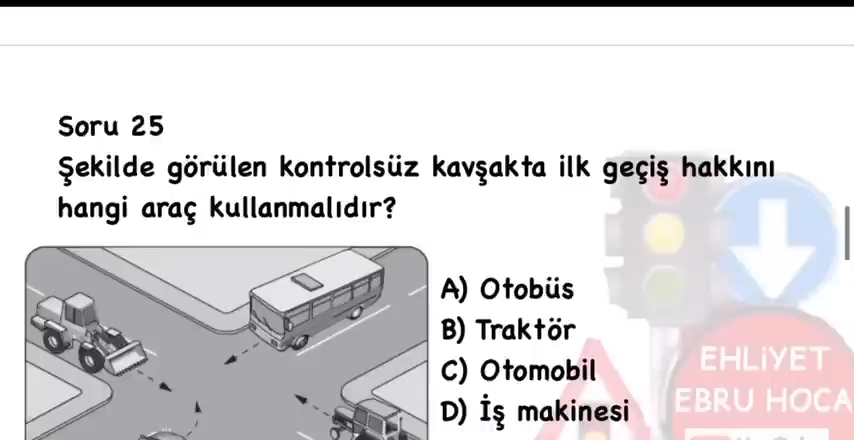 Soru 25
Şekilde görülen kontrolsüz kavşakta ilk geçiş hakkını
hangi araç kullanmalıdır?
A) Otobüs
B) Traktör
C) Otomobil
D) İş makinesi
EHLİYET
EBRU HOCA